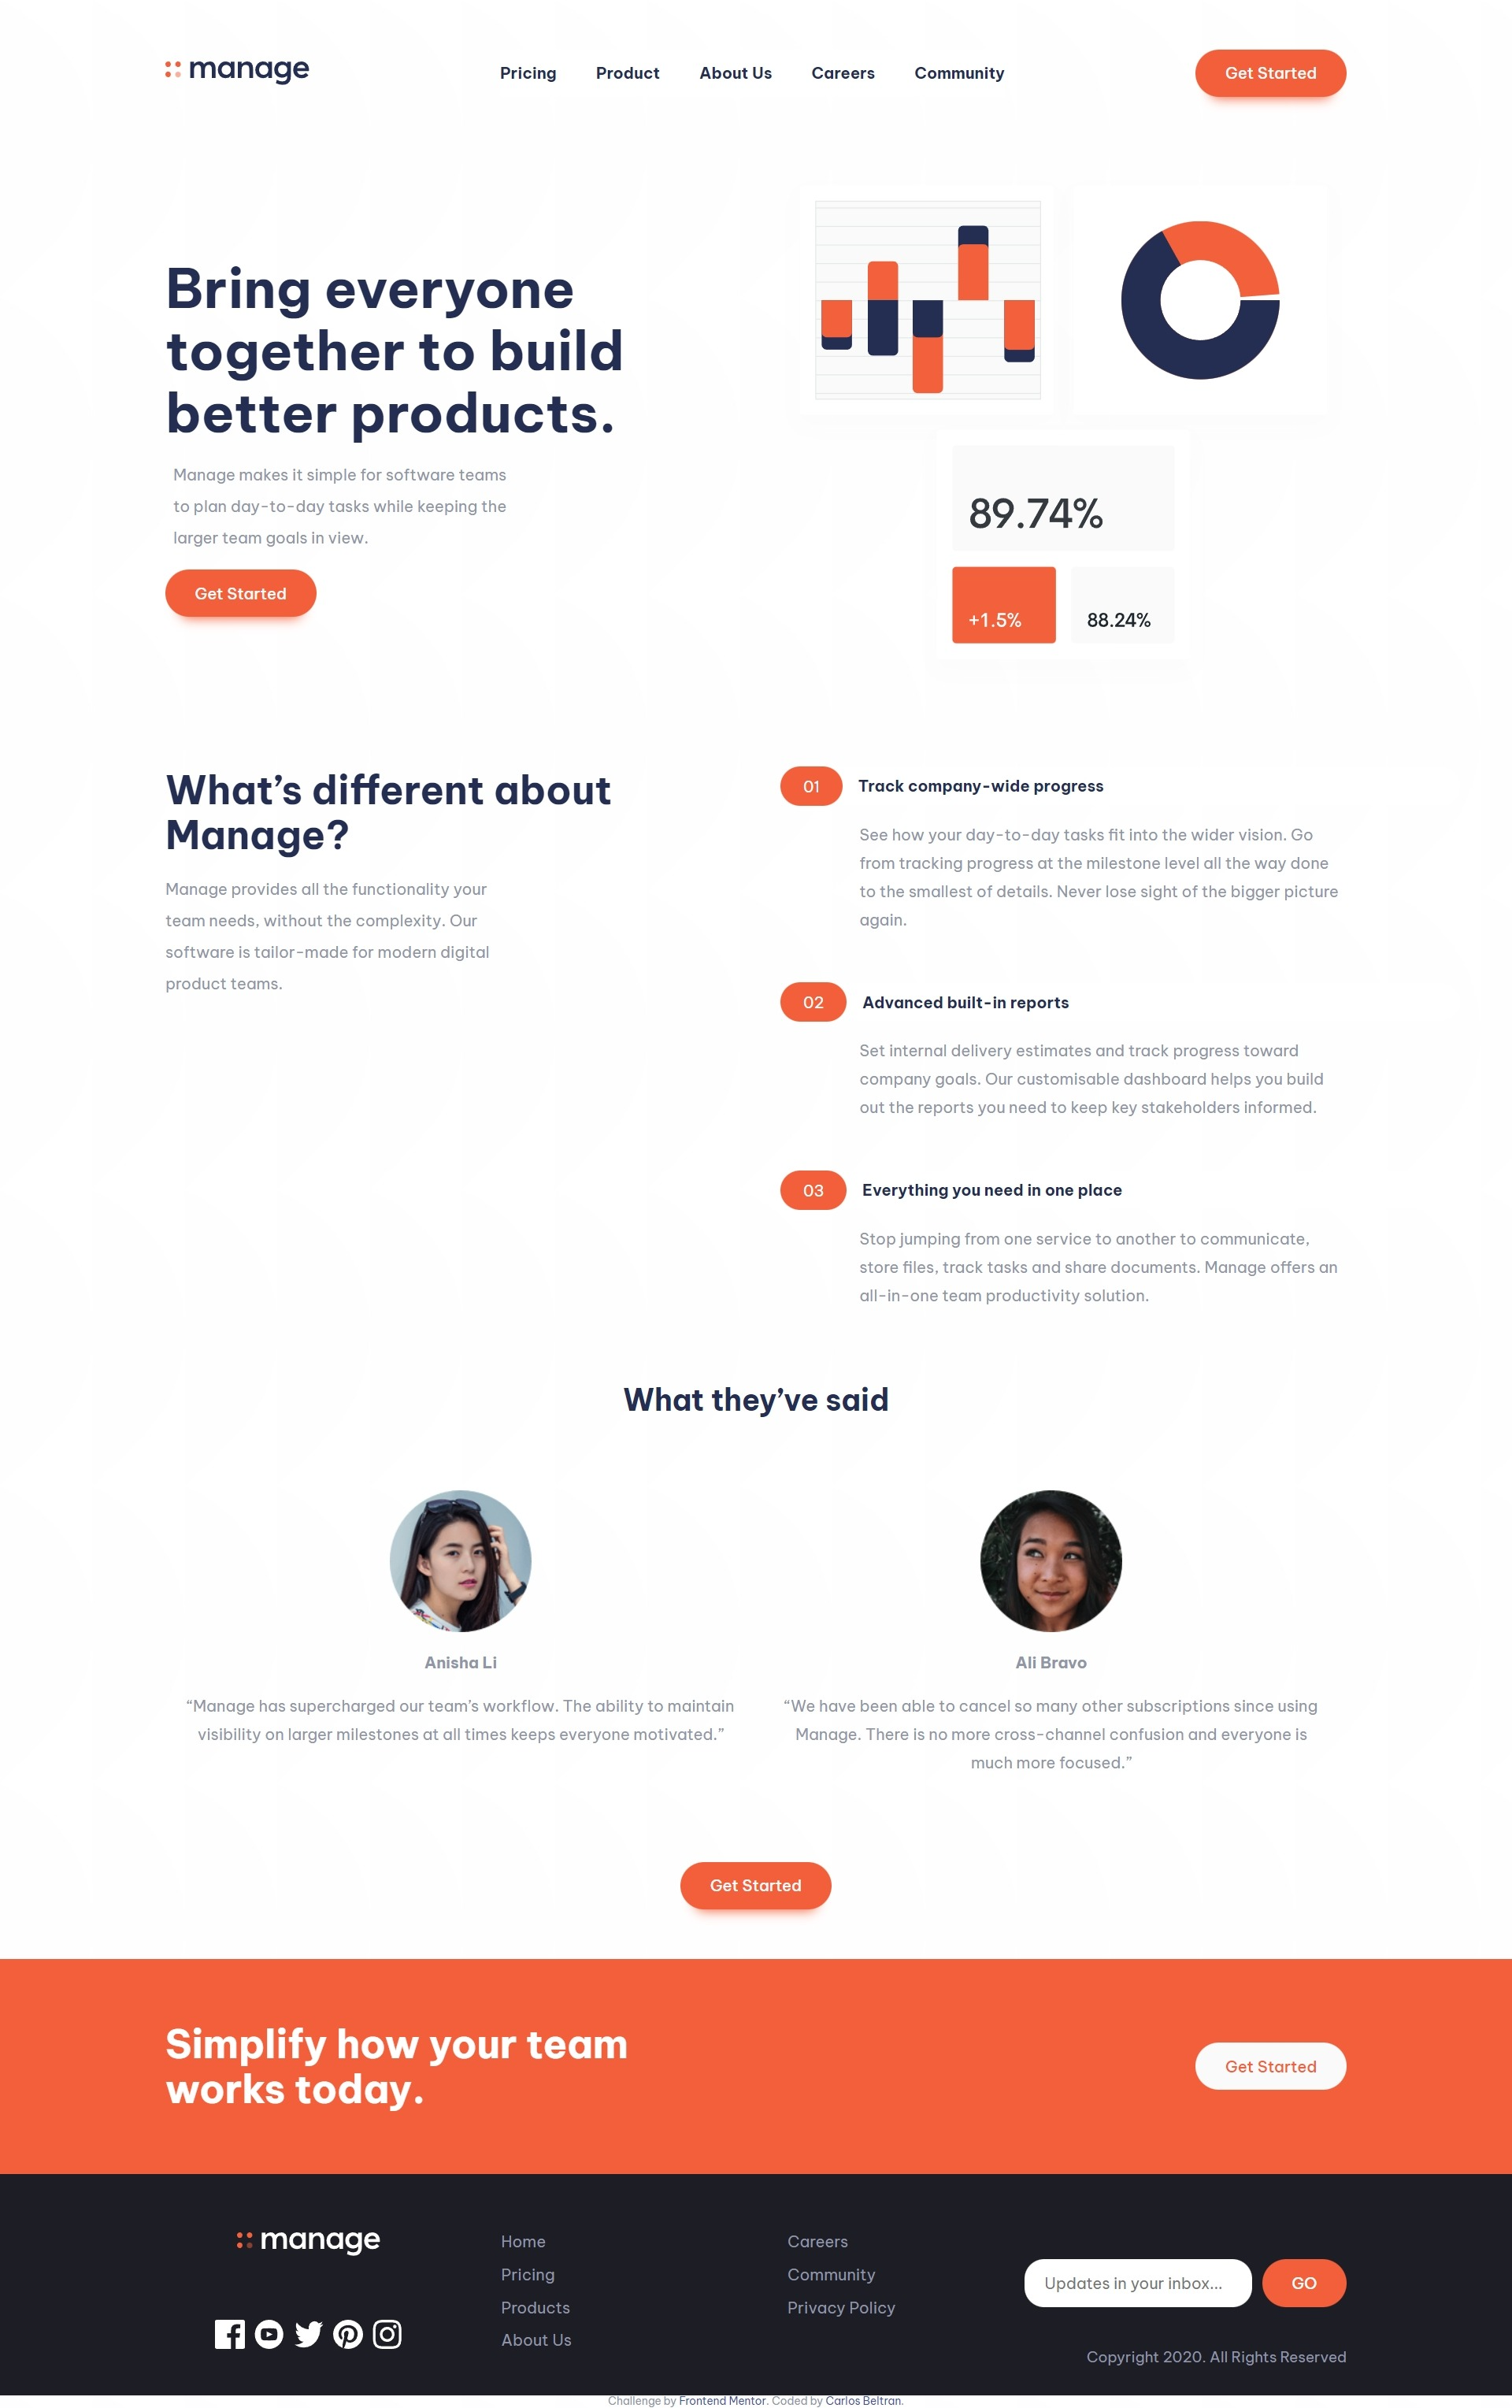 manage
Pricing
Product
About Us
Careers
Community
Get Started
Bring everyone
together to build
better products.
Manage makes it simple for software teams
to plan day-to-day tasks while keeping the
larger team goals in view.
Get Started
89.74%
+1.5%
88.24%
What’s different about
Manage?
Manage provides all the functionality your
team needs, without the complexity. Our
software is tailor-made for modern digital
product teams.
01 Track company-wide progress
See how your day-to-day tasks fit into the wider vision. Go
from tracking progress at the milestone level all the way done
to the smallest of details. Never lose sight of the bigger picture
again.
02 Advanced built-in reports
Set internal delivery estimates and track progress toward
company goals. Our customisable dashboard helps you build
out the reports you need to keep key stakeholders informed.
03 Everything you need in one place
Stop jumping from one service to another to communicate,
store files, track tasks and share documents. Manage offers an
all-in-one team productivity solution.
What they’ve said
Anisha Li
“Manage has supercharged our team’s workflow. The ability to maintain
visibility on larger milestones at all times keeps everyone motivated.”
Ali Bravo
“We have been able to cancel so many other subscriptions since using
Manage. There is no more cross-channel confusion and everyone is
much more focused.”
Get Started
Simplify how your team
works today.
Get Started
manage
Home
Pricing
Products
About Us
Careers
Community
Privacy Policy
Updates in your inbox...
GO
Copyright 2020. All Rights Reserved
Challenge by Frontend Mentor. Coded by Carlos Beltran.